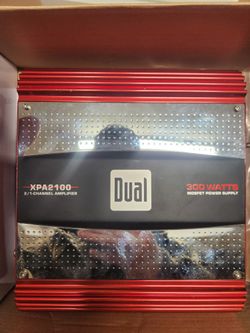 Dual
XPA2100
2/1-CHANNEL AMPLIFIER
300 WATTS
MOSFET POWER SUPPLY